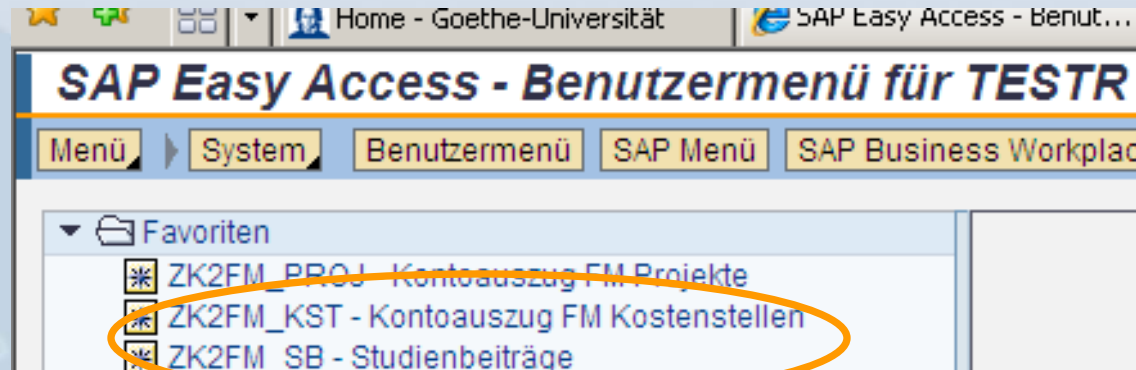 Home - Goethe-Universität SAP Easy Access - Benut...
SAP Easy Access - Benutzermenü für TESTR
Menü System Benutzermenü SAP Menü SAP Business Workplac
Favoriten
ZK2FM_PROJ - Kontoauszug FM Projekte
ZK2FM_KST - Kontoauszug FM Kostenstellen
ZK2FM_SB - Studienbeiträge